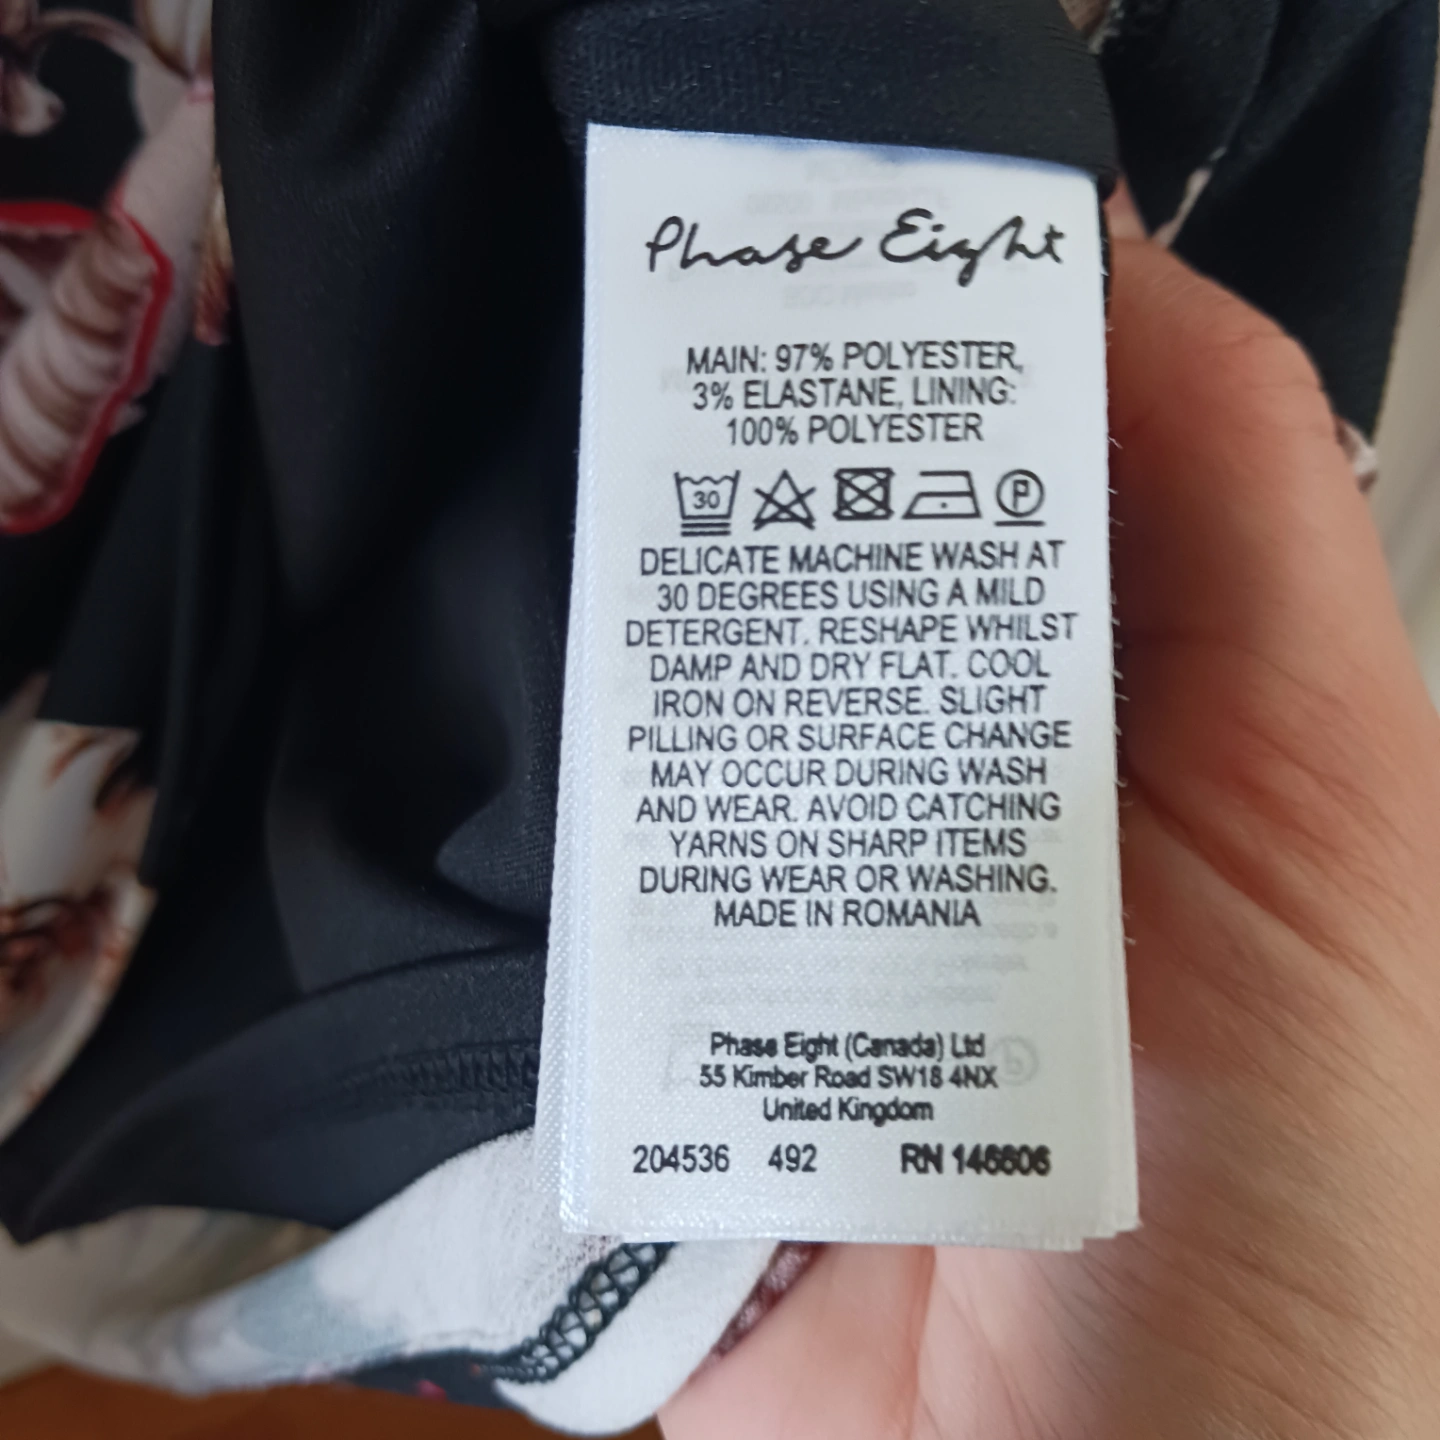 Phase Eight
MAIN: 97% POLYESTER,
3% ELASTANE, LINING:
100% POLYESTER
30 P
DELICATE MACHINE WASH AT
30 DEGREES USING A MILD
DETERGENT. RESHAPE WHILST
DAMP AND DRY FLAT. COOL
IRON ON REVERSE. SLIGHT
PILLING OR SURFACE CHANGE
MAY OCCUR DURING WASH
AND WEAR. AVOID CATCHING
YARNS ON SHARP ITEMS
DURING WEAR OR WASHING.
MADE IN ROMANIA
Phase Eight (Canada) Ltd
55 Kimber Road SW18 4NX
United Kingdom
204536 492 RN